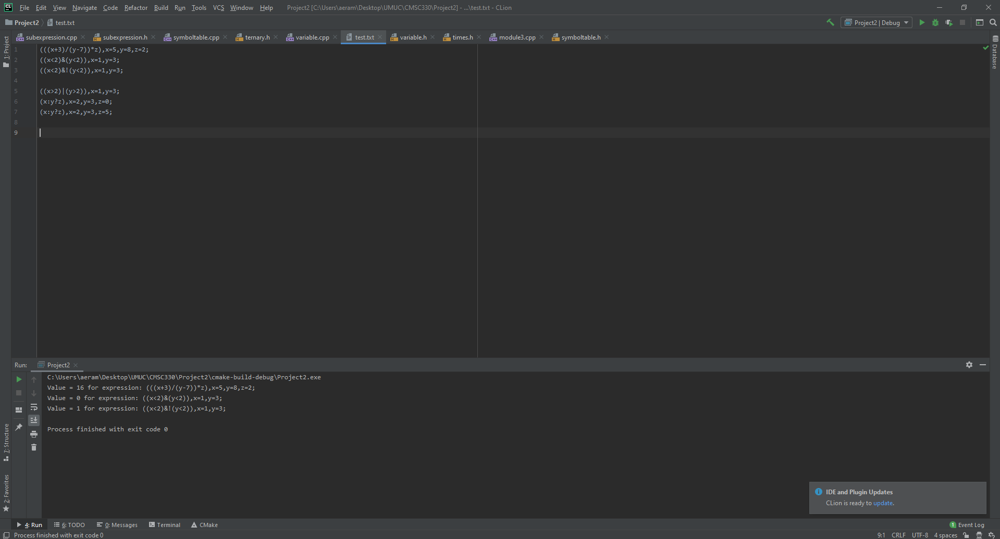 CL File Edit View Navigate Code Refactor Build Run Tools VCS Window Help Project2 [C:\Users\aeram\Desktop\UMUC\CMSC330\Project2] - ...\test.txt - CLion
Project2 test.txt Project2 | Debug
subexpression.cpp subexpression.h symboltable.cpp ternary.h variable.cpp test.txt variable.h times.h module3.cpp symboltable.h
1: Project
Database
1 (((x+3)/(y-7))*z),x=5,y=8,z=2;
2 ((x<2)&(y<2)),x=1,y=3;
3 ((x<2)&!(y<2)),x=1,y=3;
4
5 ((x>2)|(y>2)),x=1,y=3;
6 (x:y?z),x=2,y=3,z=0;
7 (x:y?z),x=2,y=3,z=5;
8
9
Run: Project2
C:\Users\aeram\Desktop\UMUC\CMSC330\Project2\cmake-build-debug\Project2.exe
Value = 16 for expression: (((x+3)/(y-7))*z),x=5,y=8,z=2;
Value = 0 for expression: ((x<2)&(y<2)),x=1,y=3;
Value = 1 for expression: ((x<2)&!(y<2)),x=1,y=3;
Process finished with exit code 0
7: Structure
2: Favorites
IDE and Plugin Updates
CLion is ready to update.
4: Run 6: TODO 0: Messages Terminal CMake 1 Event Log
Process finished with exit code 0 9:1 CRLF UTF-8 4 spaces